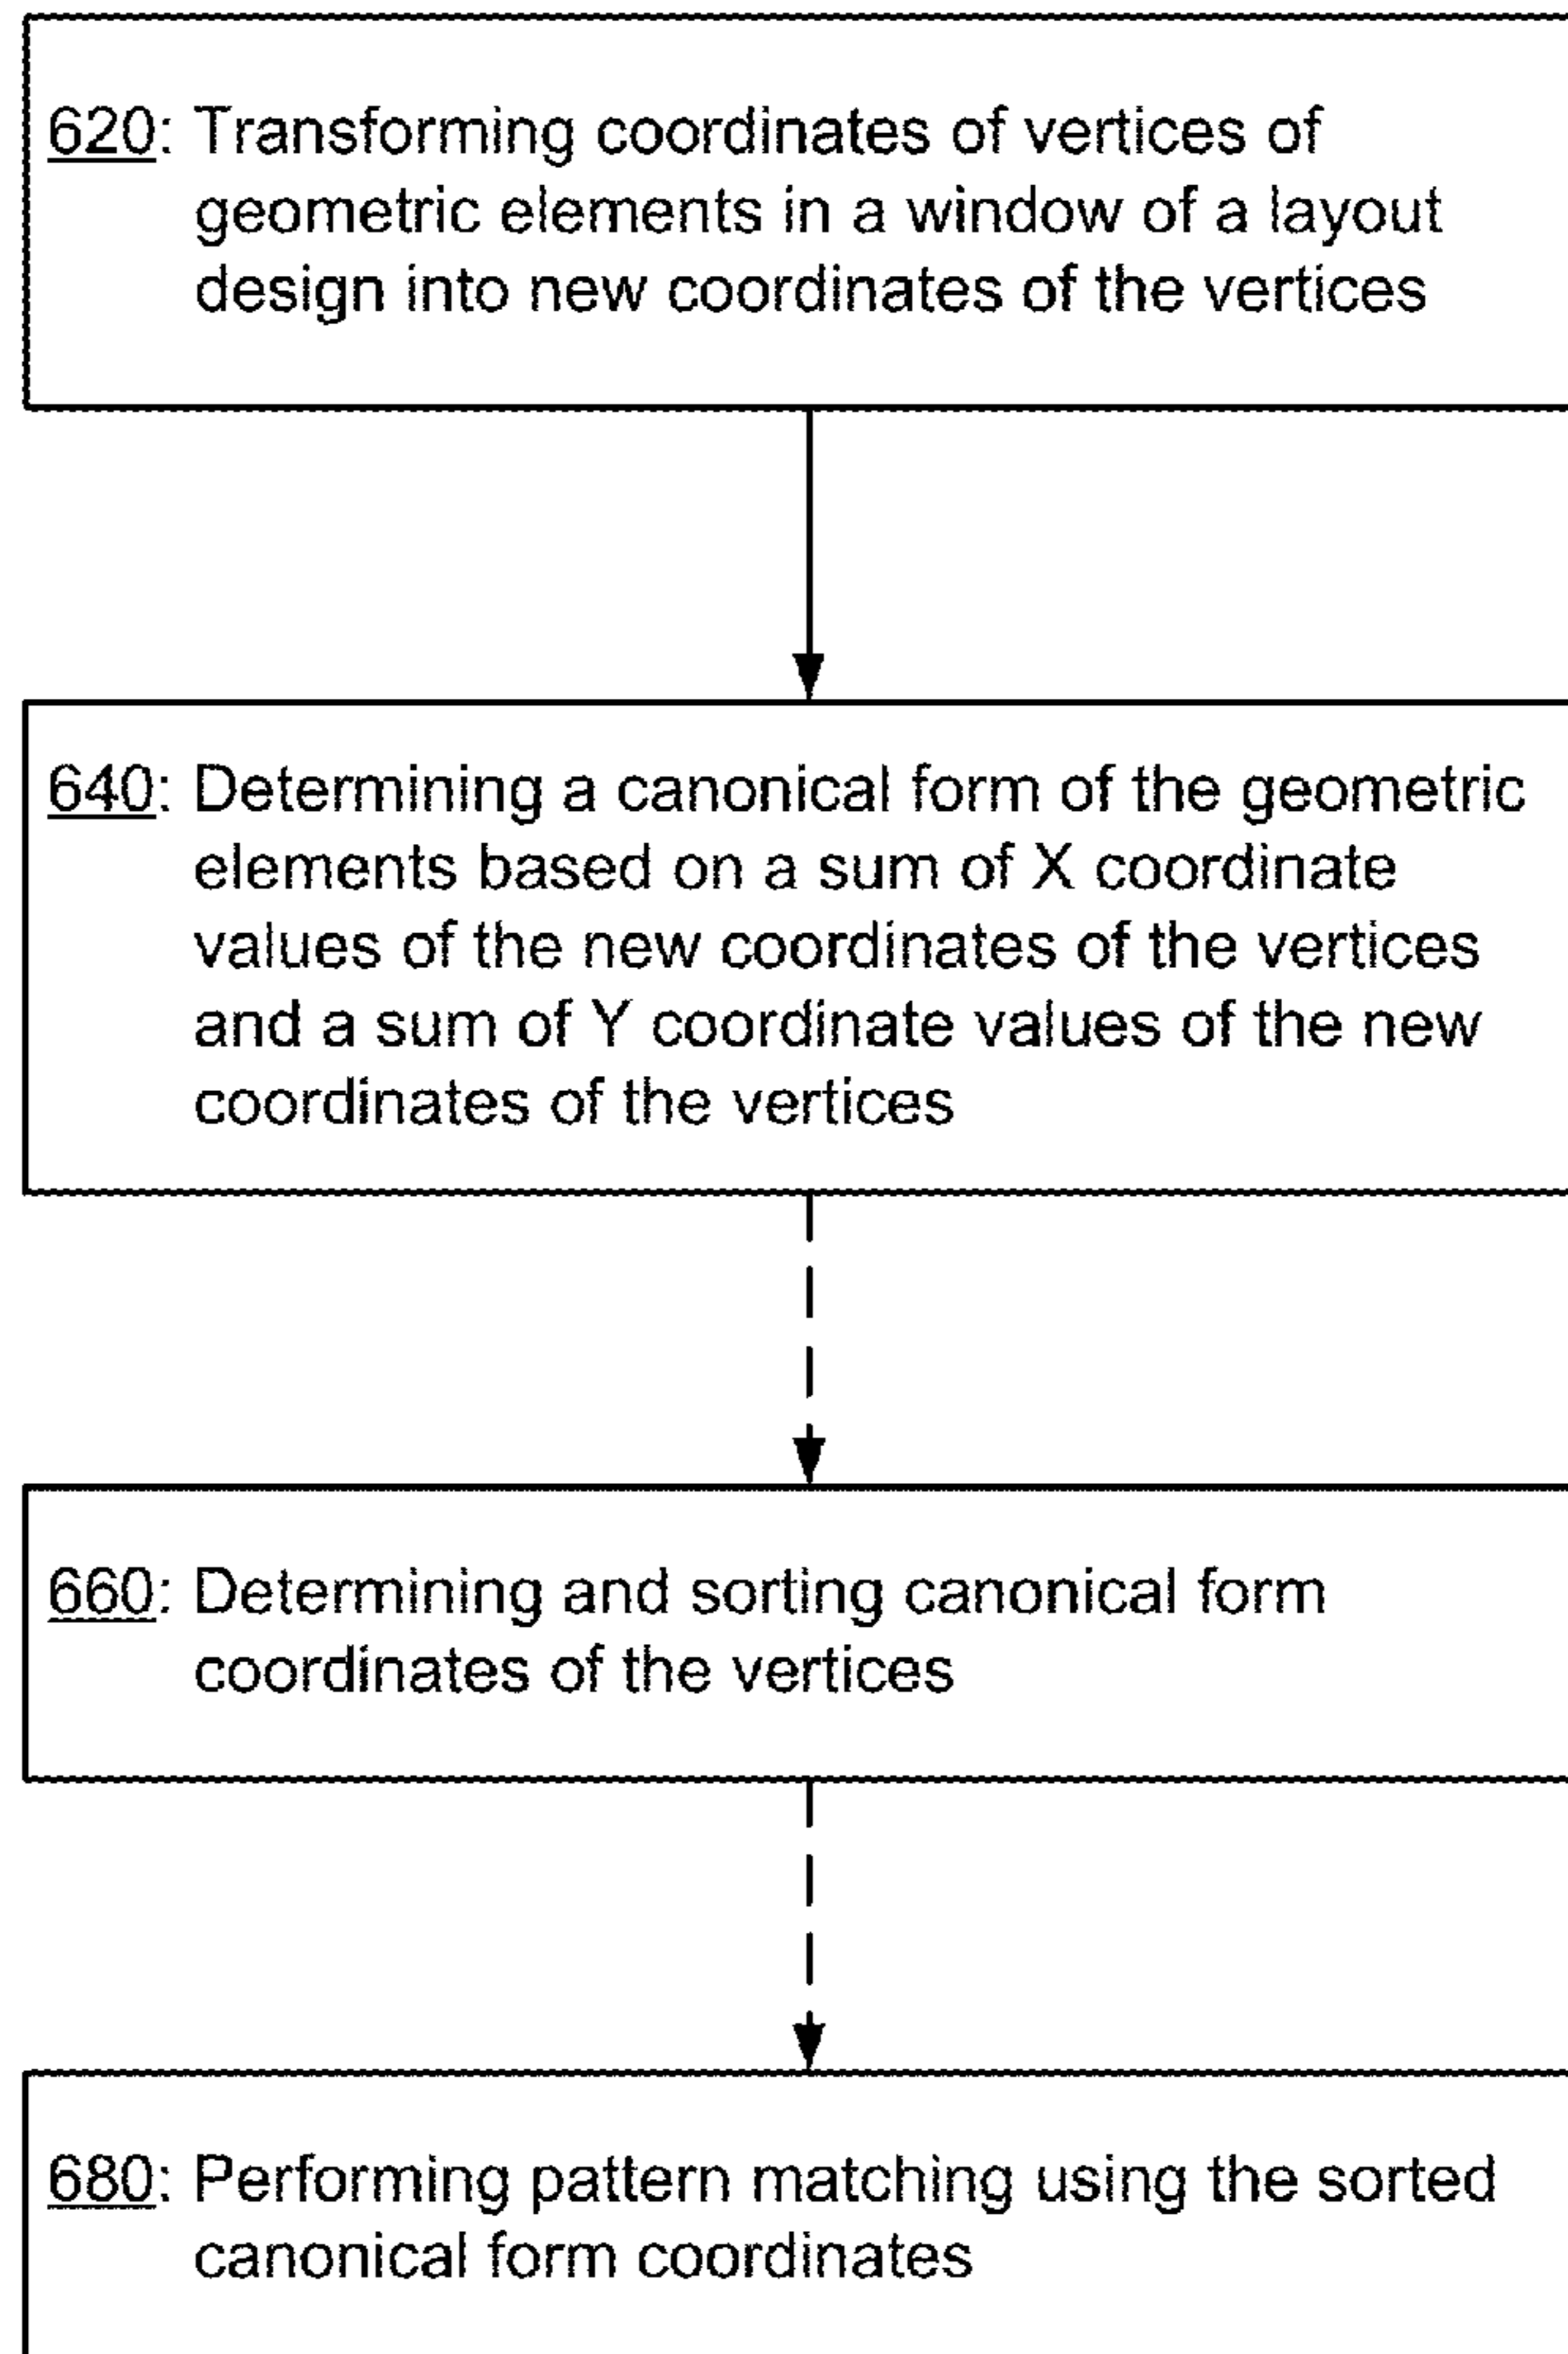 620: Transforming coordinates of vertices of
geometric elements in a window of a layout
design into new coordinates of the vertices
640: Determining a canonical form of the geometric
elements based on a sum of X coordinate
values of the new coordinates of the vertices
and a sum of Y coordinate values of the new
coordinates of the vertices
660: Determining and sorting canonical form
coordinates of the vertices
680: Performing pattern matching using the sorted
canonical form coordinates